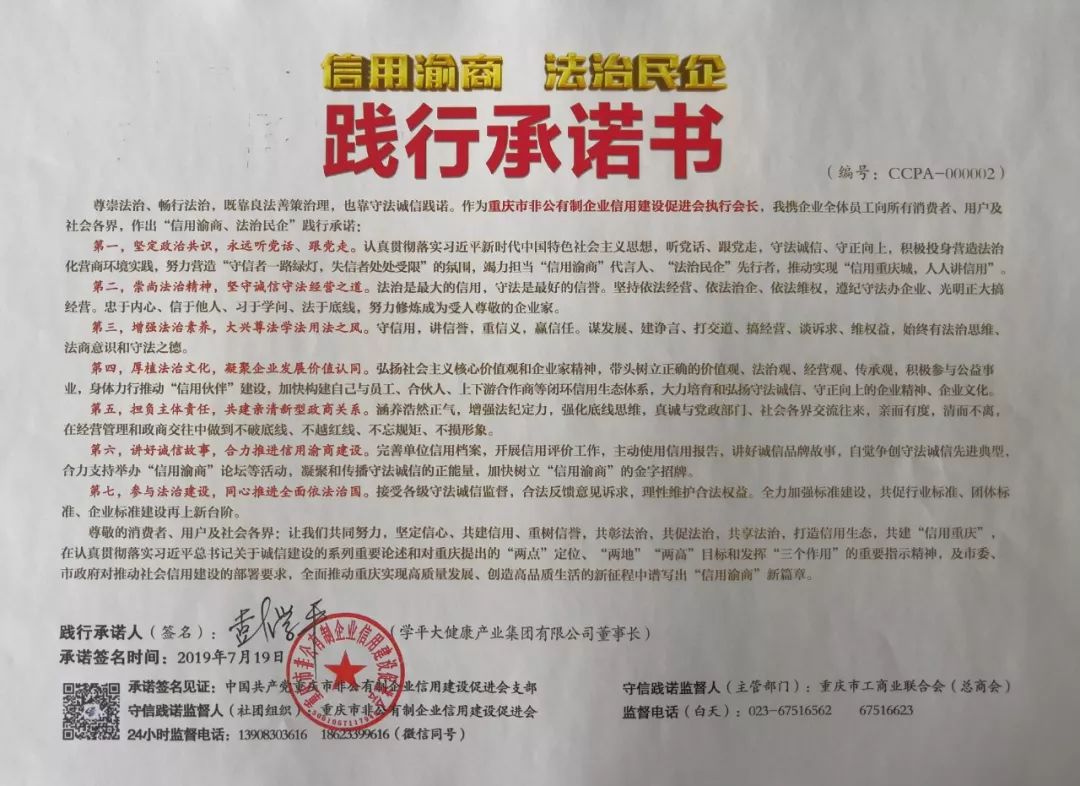 信用渝商 法治民企
践行承诺书
（编号：CCPA-000002）
尊崇法治、畅行法治，既靠良法善策治理，也靠守法诚信践诺。作为重庆市非公有制企业信用建设促进会执行会长，我携企业全体员工向所有消费者、用户及
社会各界，作出“信用渝商、法治民企”践行承诺：
第一，坚定政治共识，永远听党话、跟党走。认真贯彻落实习近平新时代中国特色社会主义思想，听党话、跟党走，守法诚信、守正向上，积极投身营造法治
化营商环境实践，努力营造“守信者一路绿灯，失信者处处受限”的氛围，竭力担当“信用渝商”代言人、“法治民企”先行者，推动实现“信用重庆城，人人讲信用”。
第二，崇尚法治精神，坚守诚信守法经营之道。法治是最大的信用，守法是最好的信誉。坚持依法经营、依法治企、依法维权，遵纪守法办企业、光明正大搞
经营。忠于内心、信于他人、习于学问、法于底线，努力修炼成为受人尊敬的企业家。
第三，增强法治素养，大兴尊法学法用法之风。守信用，讲信誉，重信义，赢信任。谋发展、建诤言、打交道、搞经营、谈诉求、维权益，始终有法治思维、
法商意识和守法之德。
第四，厚植法治文化，凝聚企业发展价值认同。弘扬社会主义核心价值观和企业家精神，带头树立正确的价值观、法治观、经营观、传承观，积极参与公益事
业，身体力行推动“信用伙伴”建设，加快构建自己与员工、合伙人、上下游合作商等闭环信用生态体系，大力培育和弘扬守法诚信、守正向上的企业精神、企业文化。
第五，担负主体责任，共建亲清新型政商关系。涵养浩然正气，增强法纪定力，强化底线思维，真诚与党政部门、社会各界交流往来，亲而有度，清而不离，
在经营管理和政商交往中做到不破底线、不越红线、不忘规矩、不损形象。
第六，讲好诚信故事，合力推进信用渝商建设。完善单位信用档案，开展信用评价工作，主动使用信用报告，讲好诚信品牌故事，自觉争创守法诚信先进典型，
合力支持举办“信用渝商”论坛等活动，凝聚和传播守法诚信的正能量，加快树立“信用渝商”的金字招牌。
第七，参与法治建设，同心推进全面依法治国。接受各级守法诚信监督，合法反馈意见诉求，理性维护合法权益。全力加强标准建设，共促行业标准、团体标
准、企业标准建设再上新台阶。
尊敬的消费者、用户及社会各界：让我们共同努力，坚定信心、共建信用、重树信誉，共彰法治、共促法治、共享法治，打造信用生态，共建“信用重庆”，
在认真贯彻落实习近平总书记关于诚信建设的系列重要论述和对重庆提出的“两点”定位、“两地”“两高”目标和发挥“三个作用”的重要指示精神，及市委、
市政府对推动社会信用建设的部署要求，全面推动重庆实现高质量发展、创造高品质生活的新征程中谱写出“信用渝商”新篇章。
践行承诺人（签名）：彭学平（学平大健康产业集团有限公司董事长）
承诺签名时间：2019年7月19日
承诺签名见证：中国共产党重庆市非公有制企业信用建设促进会支部
守信践诺监督人（主管部门）：重庆市工商业联合会（总商会）
守信践诺监督人（社团组织）：重庆市非公有制企业信用建设促进会
监督电话（白天）：023-67516562 67516623
24小时监督电话：13908303616 18623399616（微信同号）